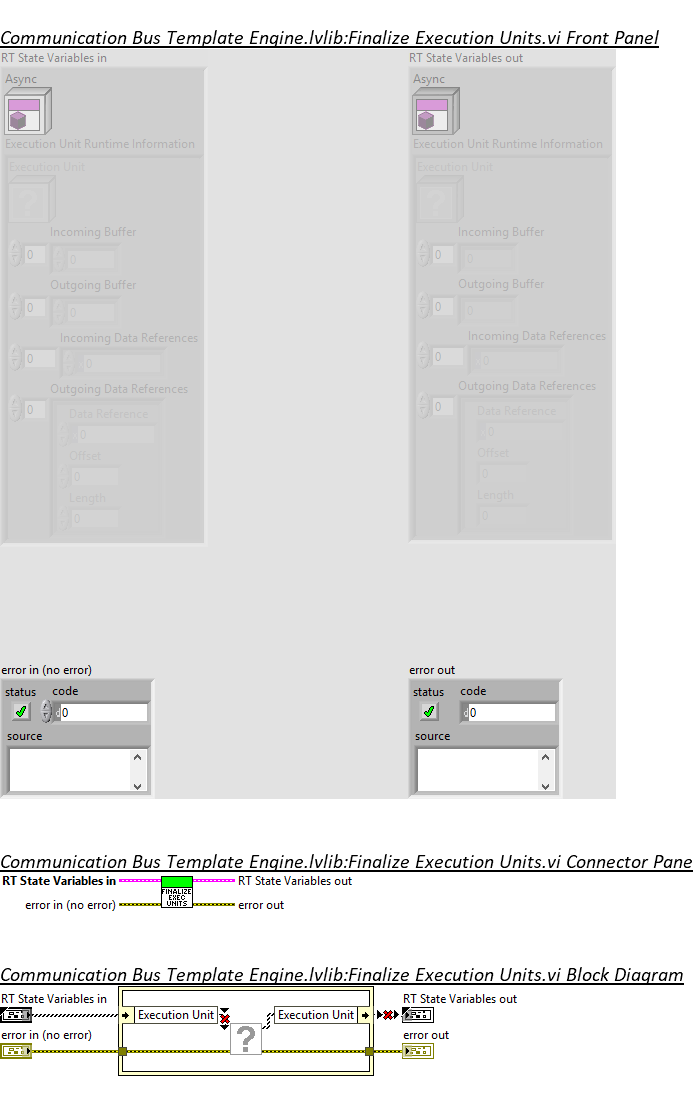 Communication Bus Template Engine.lvlib:Finalize Execution Units.vi Front Panel
RT State Variables in
RT State Variables out
Async
Async
Execution Unit Runtime Information
Execution Unit Runtime Information
Execution Unit
Execution Unit
?
?
Incoming Buffer
Incoming Buffer
0 0
0 0
Outgoing Buffer
Outgoing Buffer
0 0
0 0
Incoming Data References
Incoming Data References
0 0
0 0
Outgoing Data References
Outgoing Data References
0
0
Data Reference
Data Reference
0
0
Offset
Offset
0
0
Length
Length
0
0
error in (no error)
error out
status code
status code
d0
d0
source
source
Communication Bus Template Engine.lvlib:Finalize Execution Units.vi Connector Pane
RT State Variables in
RT State Variables out
FINALIZE
EXEC
UNITS
error in (no error)
error out
Communication Bus Template Engine.lvlib:Finalize Execution Units.vi Block Diagram
RT State Variables in
RT State Variables out
Execution Unit
Execution Unit
?
error in (no error)
error out